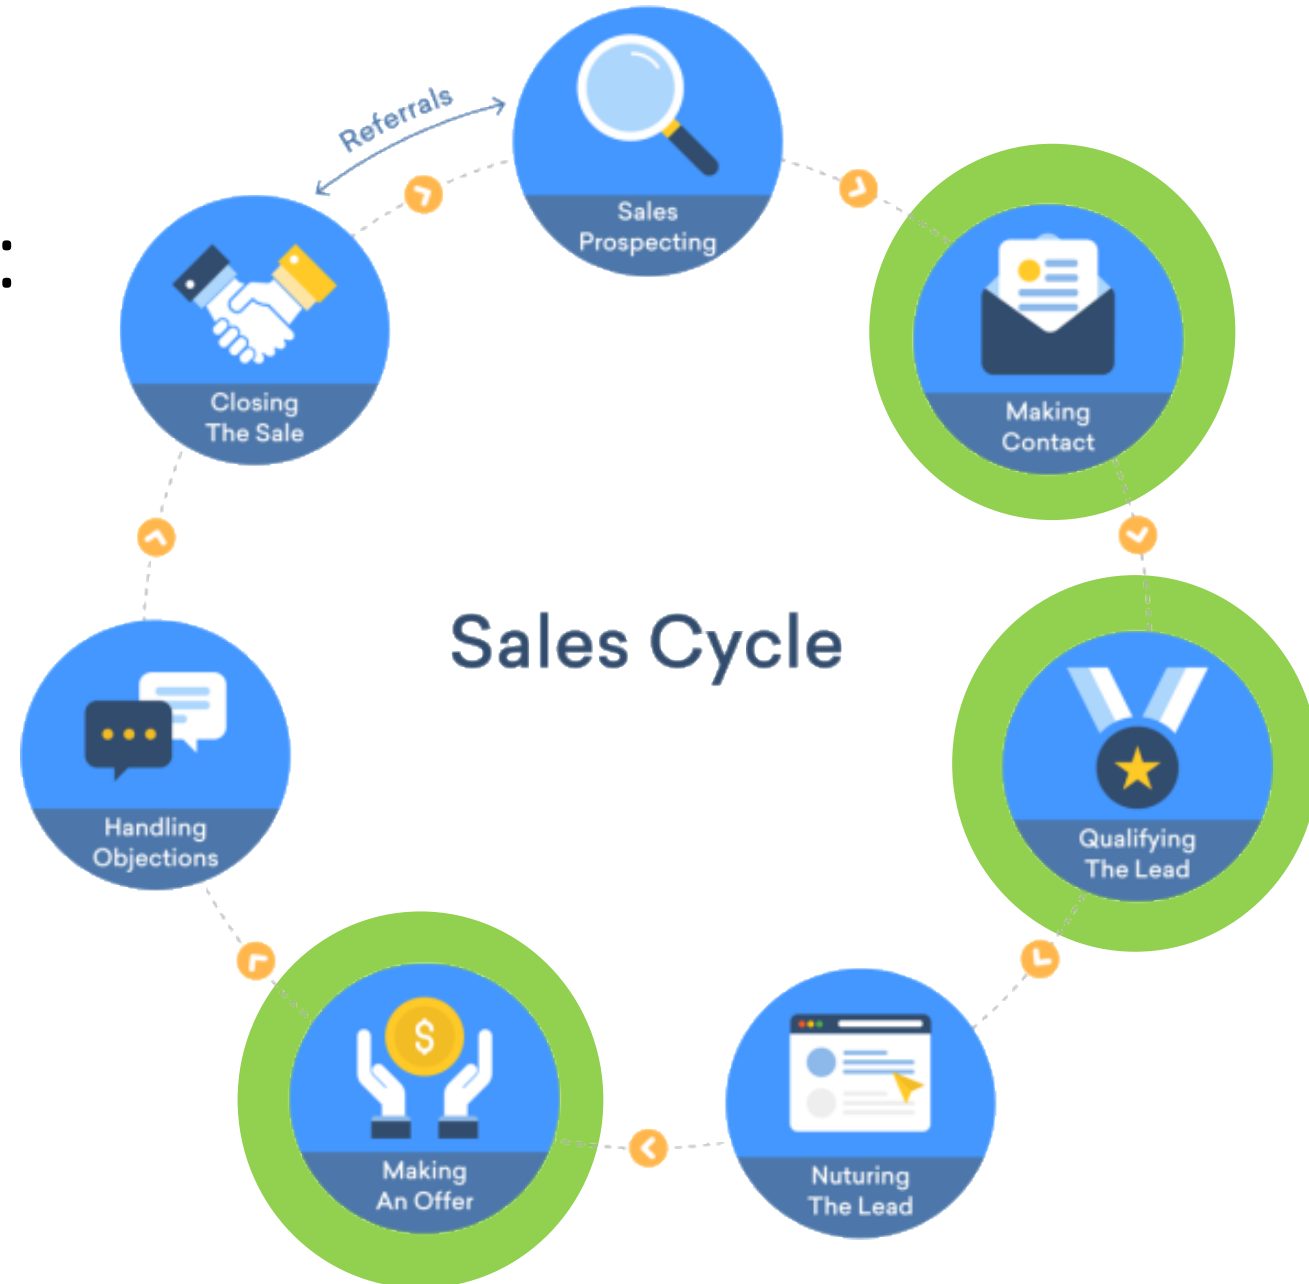 Referrals
Sales
Prospecting
Making
Contact
Qualifying
The Lead
Nuturing
The Lead
Making
An Offer
$
Handling
Objections
Closing
The Sale
Sales Cycle
:
: